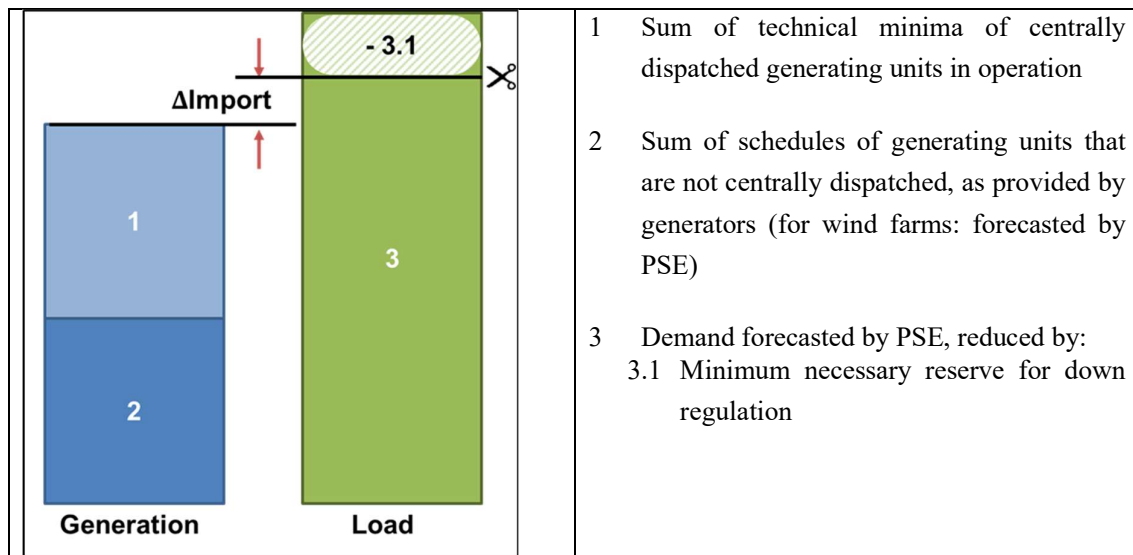 - 3.1
ΔImport
1
3
2
Generation
Load
1 Sum of technical minima of centrally
dispatched generating units in operation
2 Sum of schedules of generating units that
are not centrally dispatched, as provided by
generators (for wind farms: forecasted by
PSE)
3 Demand forecasted by PSE, reduced by:
3.1 Minimum necessary reserve for down
regulation